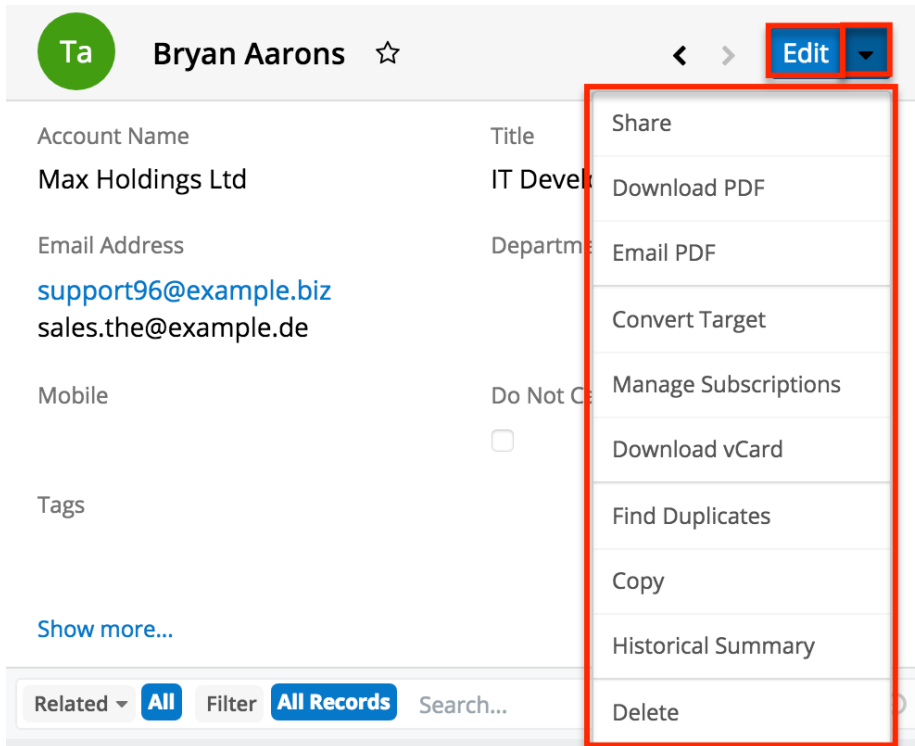 Ta
Bryan Aarons
Edit
Account Name
Title
Max Holdings Ltd
IT Devel
Email Address
Departme
support96@example.biz
sales.the@example.de
Mobile
Do Not Ca
Tags
Show more...
Share
Download PDF
Email PDF
Convert Target
Manage Subscriptions
Download vCard
Find Duplicates
Copy
Historical Summary
Delete
Related All Filter All Records Search...